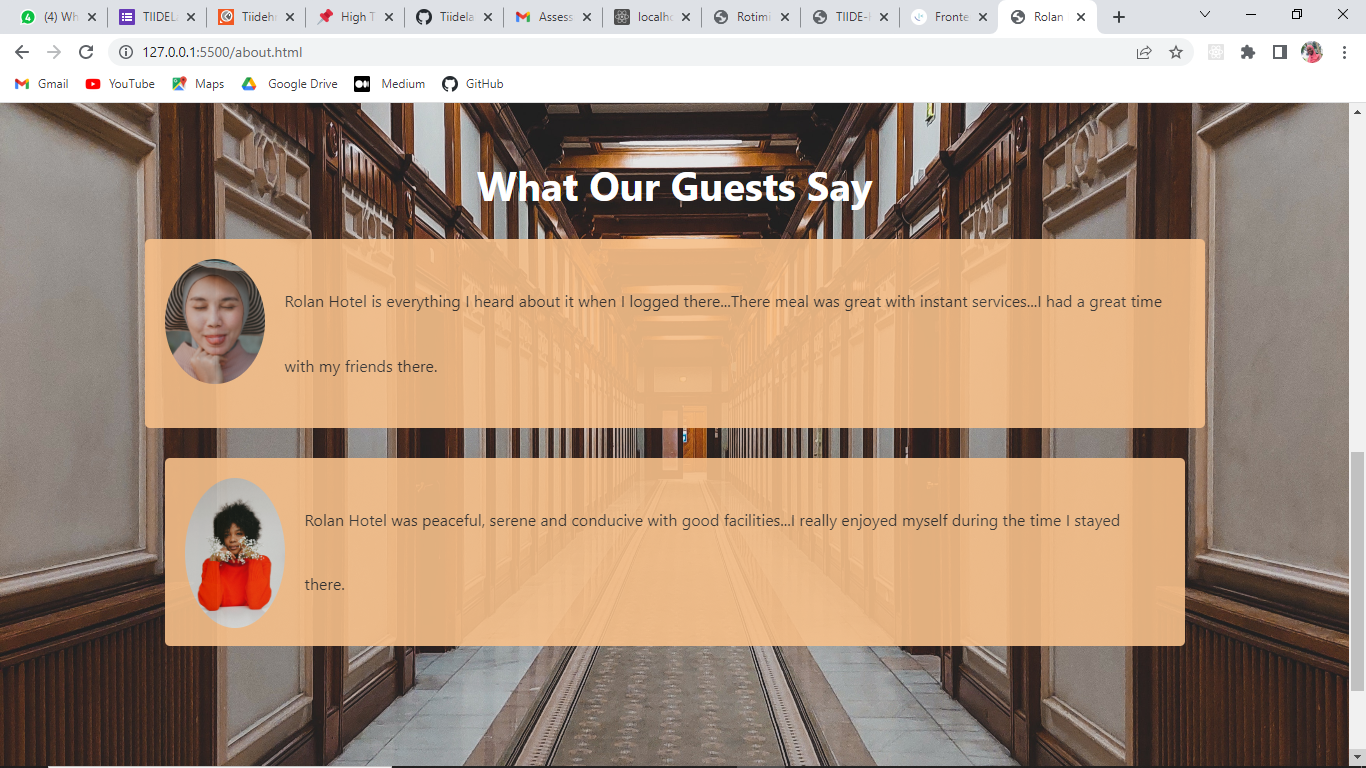 (4) Wh
TIIDEL
Tiidehr
High T
Tiidela
Assess
localho
Rotimi
TIIDE-
Fronte
Rolan
127.0.0.1:5500/about.html
Gmail
YouTube
Maps
Google Drive
Medium
GitHub
What Our Guests Say
Rolan Hotel is everything I heard about it when I logged there...There meal was great with instant services...I had a great time
with my friends there.
Rolan Hotel was peaceful, serene and conducive with good facilities...I really enjoyed myself during the time I stayed
there.